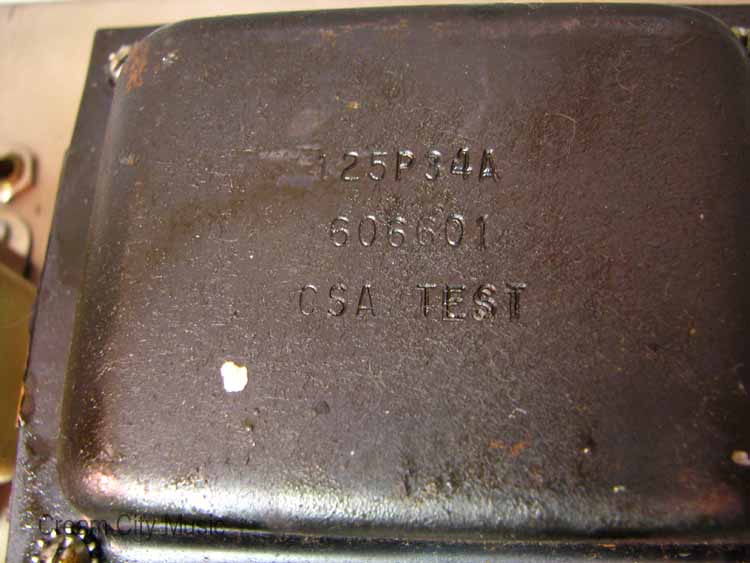 125P34A
606601
CSA TEST
Cream City Music